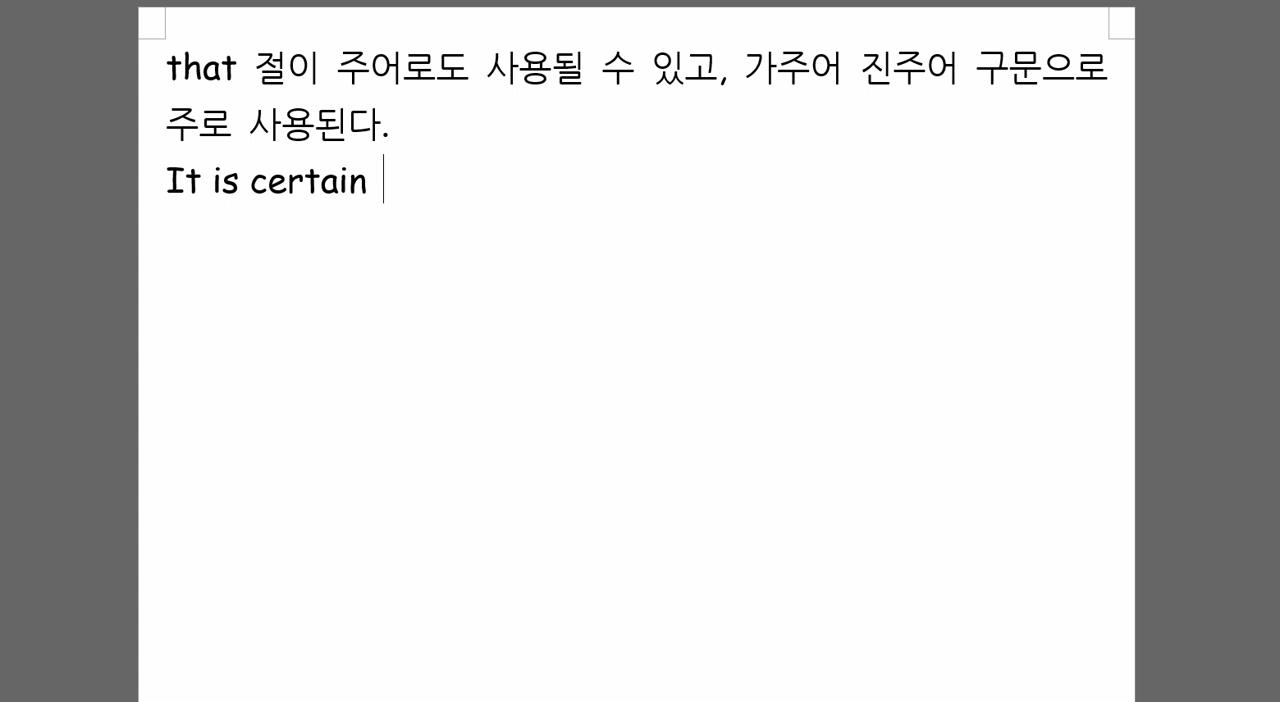 that 절이 주어로도 사용될 수 있고, 가주어 진주어 구문으로
주로 사용된다.
It is certain